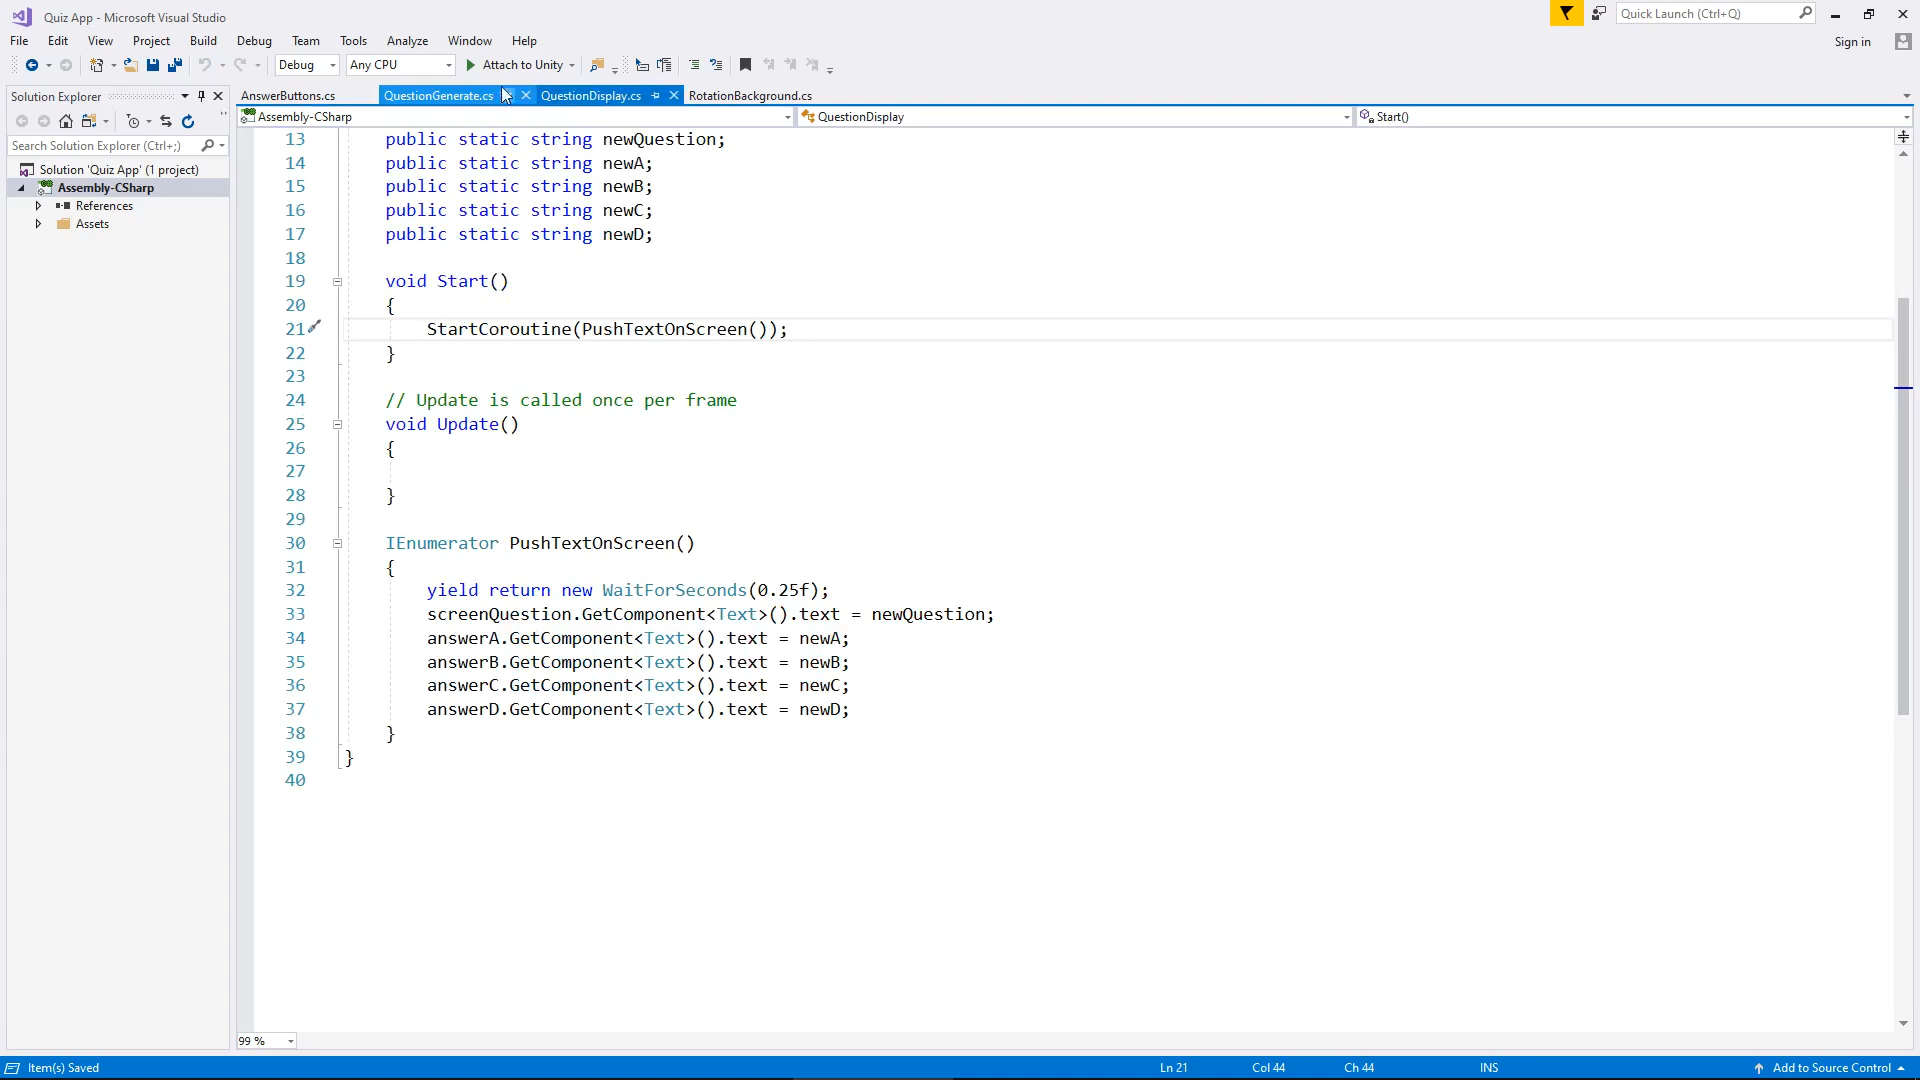 Quiz App - Microsoft Visual Studio
Quick Launch (Ctrl+Q)
File Edit View Project Build Debug Team Tools Analyze Window Help
Sign in
Debug Any CPU Attach to Unity
Solution Explorer
AnswerButtons.cs QuestionGenerate.cs QuestionDisplay.cs RotationBackground.cs
Assembly-CSharp QuestionDisplay Start()
Search Solution Explorer (Ctrl+;)
Solution 'Quiz App' (1 project)
Assembly-CSharp
References
Assets
13 public static string newQuestion;
14 public static string newA;
15 public static string newB;
16 public static string newC;
17 public static string newD;
18
19 void Start()
20 {
21 StartCoroutine(PushTextOnScreen());
22 }
23
24 // Update is called once per frame
25 void Update()
26 {
27
28 }
29
30 IEnumerator PushTextOnScreen()
31 {
32 yield return new WaitForSeconds(0.25f);
33 screenQuestion.GetComponent<Text>().text = newQuestion;
34 answerA.GetComponent<Text>().text = newA;
35 answerB.GetComponent<Text>().text = newB;
36 answerC.GetComponent<Text>().text = newC;
37 answerD.GetComponent<Text>().text = newD;
38 }
39 }
40
99 %
Item(s) Saved Ln 21 Col 44 Ch 44 INS Add to Source Control